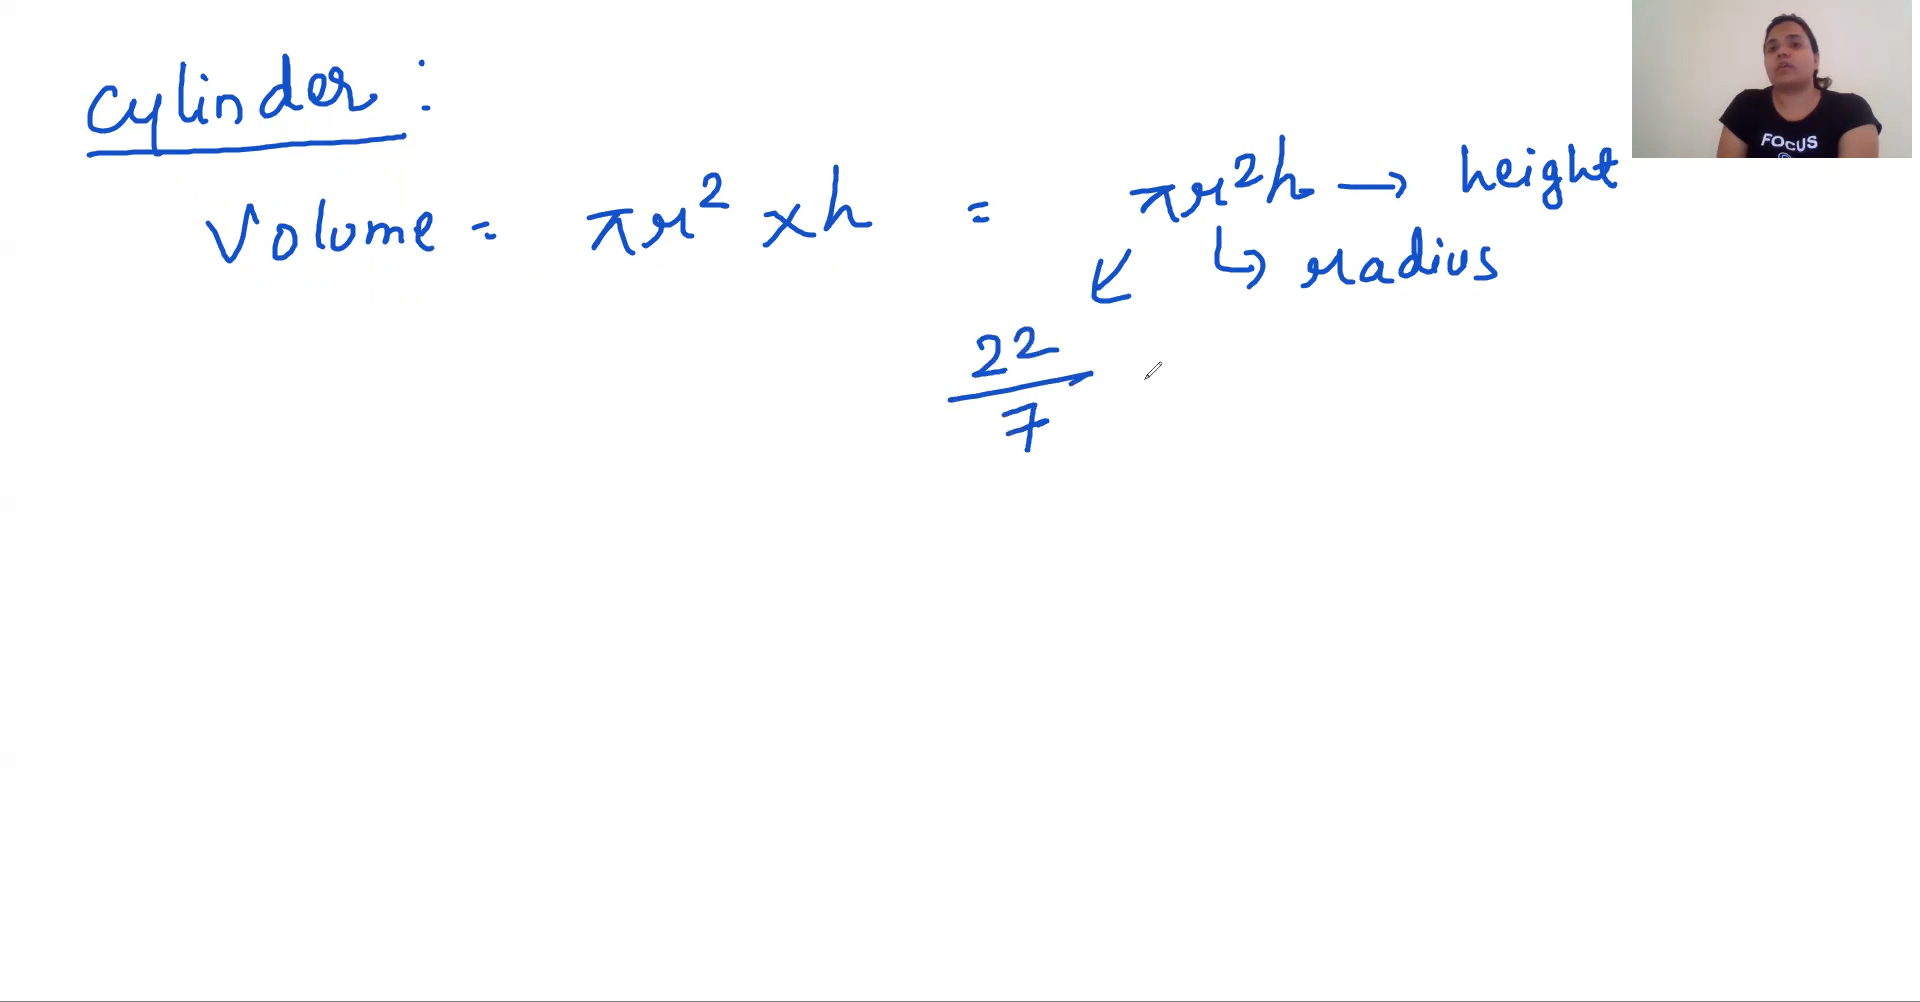 Cylinder :
Volume = πr² × h = πr²h → height
↙ ↳ radius
22
7
FOCUS